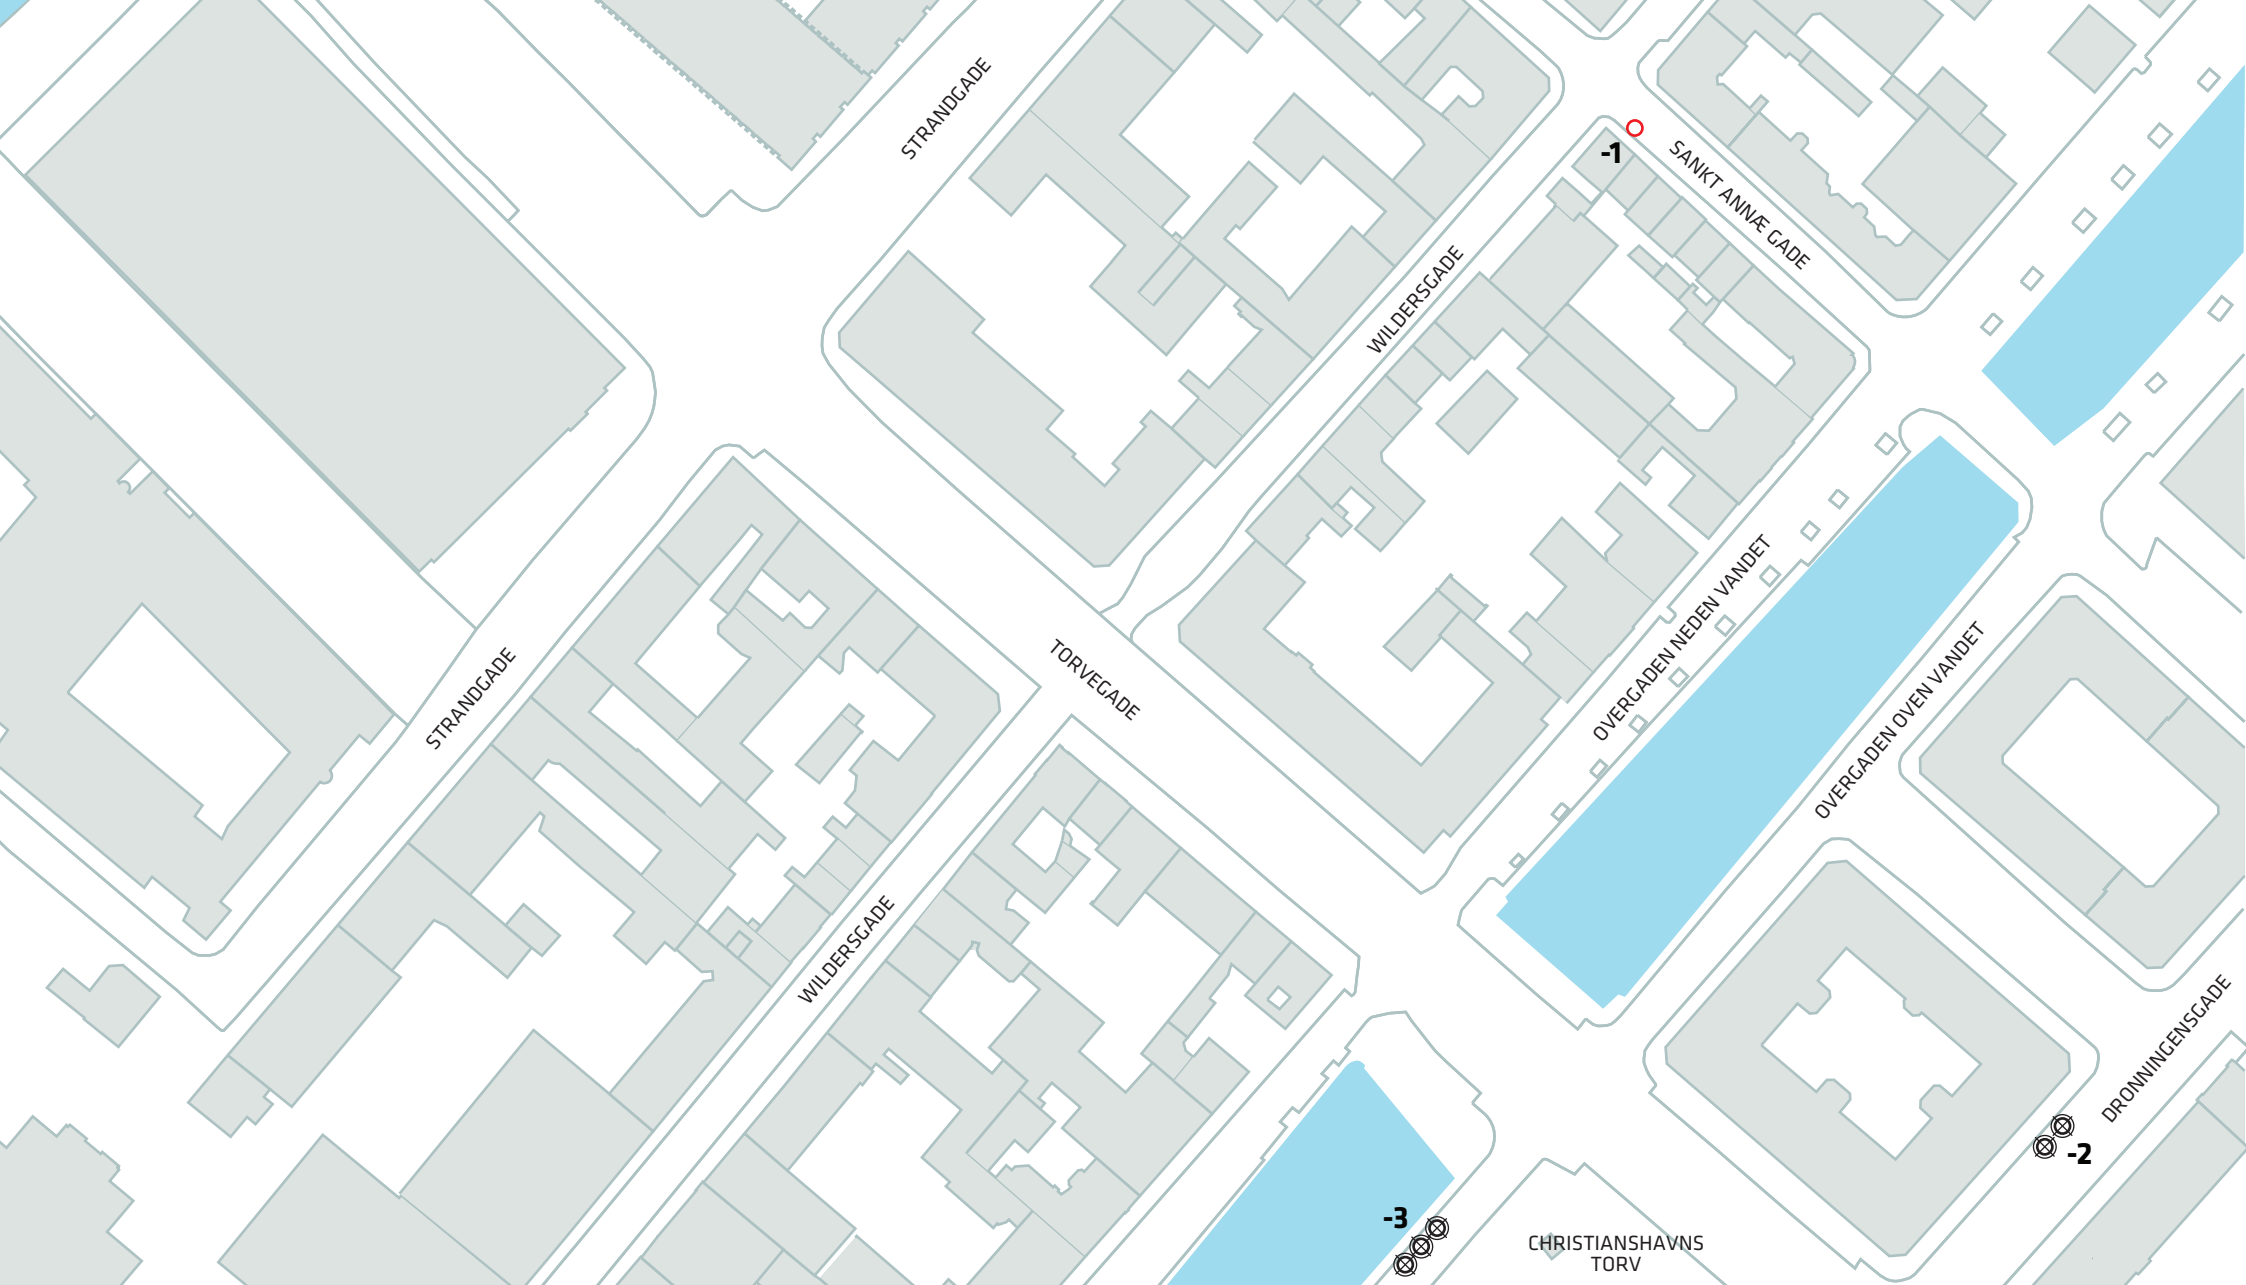 STRANDGADE
-1
SANKT ANNÆ GADE
WILDERSGADE
OVERGADEN NEDEN VANDET
TORVEGADE
STRANDGADE
OVERGADEN OVEN VANDET
WILDERSGADE
DRONNINGENSGADE
-2
-3
CHRISTIANSHAVNS
TORV